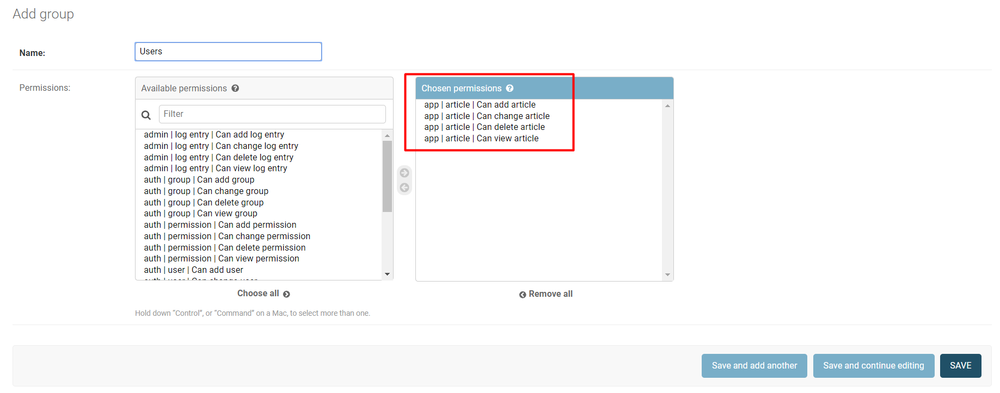 Add group
Name:
Users
Permissions:
Available permissions
Filter
admin | log entry | Can add log entry
admin | log entry | Can change log entry
admin | log entry | Can delete log entry
admin | log entry | Can view log entry
auth | group | Can add group
auth | group | Can change group
auth | group | Can delete group
auth | group | Can view group
auth | permission | Can add permission
auth | permission | Can change permission
auth | permission | Can delete permission
auth | permission | Can view permission
auth | user | Can add user
auth | user | Can change user
Choose all
Chosen permissions
app | article | Can add article
app | article | Can change article
app | article | Can delete article
app | article | Can view article
Remove all
Hold down “Control”, or “Command” on a Mac, to select more than one.
Save and add another
Save and continue editing
SAVE